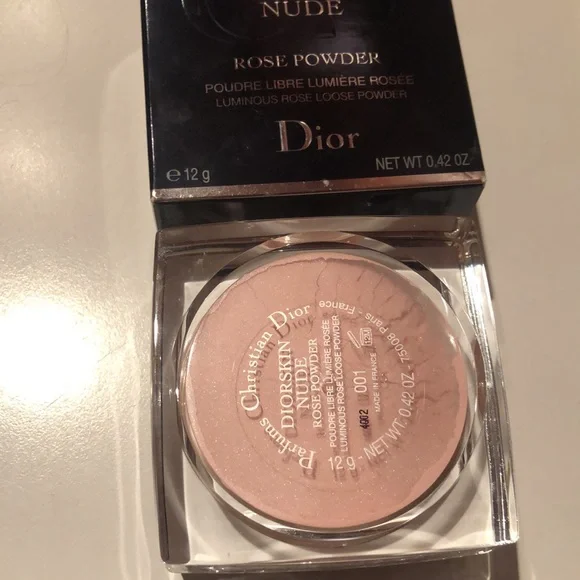 NUDE
ROSE POWDER
POUDRE LIBRE LUMIÈRE ROSÉE
LUMINOUS ROSE LOOSE POWDER
Dior
℮ 12 g
NET WT 0.42 OZ
Parfums Christian Dior
DIORSKIN
NUDE
ROSE POWDER
POUDRE LIBRE LUMIÈRE ROSÉE
LUMINOUS ROSE LOOSE POWDER
4002
001
MADE IN FRANCE
12M
12 g - NET WT. 0.42 OZ - 75008 Paris - France